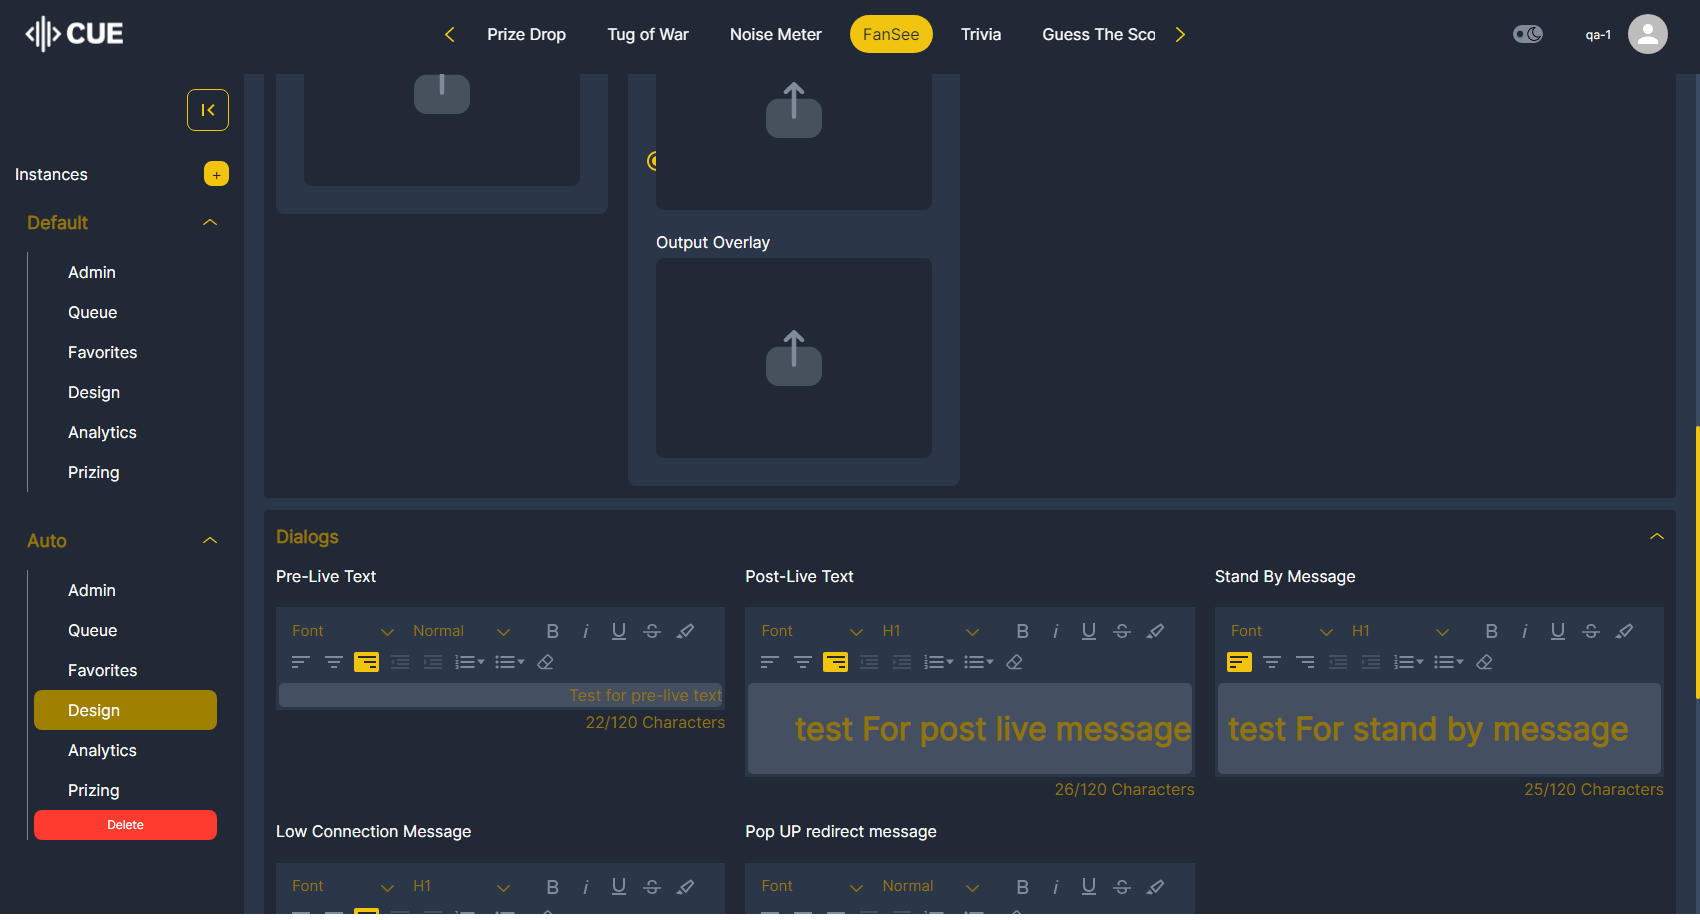 CUE
Prize Drop
Tug of War
Noise Meter
FanSee
Trivia
Guess The Sco
qa-1
Instances
+
Default
Admin
Queue
Favorites
Design
Analytics
Prizing
Auto
Admin
Queue
Favorites
Design
Analytics
Prizing
Delete
Output Overlay
Dialogs
Pre-Live Text
Font Normal B i U S
Test for pre-live text
22/120 Characters
Post-Live Text
Font H1 B i U S
test For post live message
26/120 Characters
Stand By Message
Font H1 B i U S
test For stand by message
25/120 Characters
Low Connection Message
Font H1 B i U S
Pop UP redirect message
Font Normal B i U S